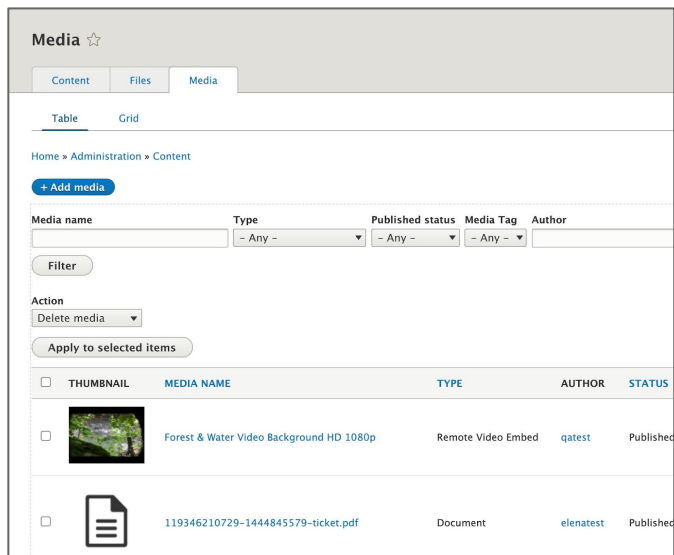 Media
Content Files Media
Table Grid
Home » Administration » Content
+ Add media
Media name Type Published status Media Tag Author
– Any – – Any – – Any –
Filter
Action
Delete media
Apply to selected items
THUMBNAIL MEDIA NAME TYPE AUTHOR STATUS
Forest & Water Video Background HD 1080p Remote Video Embed qatest Published
119346210729-1444845579-ticket.pdf Document elenatest Published